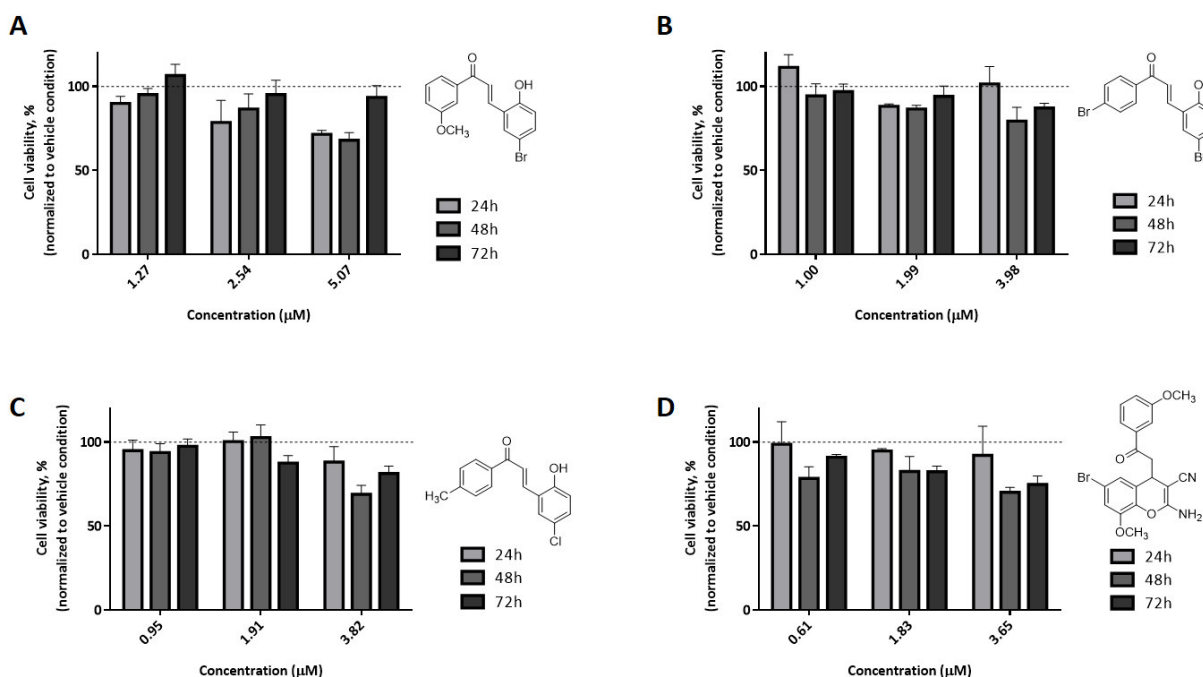 A
Cell viability, %
(normalized to vehicle condition)
100
50
0
1.27
2.54
5.07
Concentration (μM)
O
OH
OCH₃
Br
24h
48h
72h
B
Cell viability, %
(normalized to vehicle condition)
100
50
0
1.00
1.99
3.98
Concentration (μM)
O
O
Br
B
24h
48h
72h
C
Cell viability, %
(normalized to vehicle condition)
100
50
0
0.95
1.91
3.82
Concentration (μM)
O
OH
H₃C
Cl
24h
48h
72h
D
Cell viability, %
(normalized to vehicle condition)
100
50
0
0.61
1.83
3.65
Concentration (μM)
OCH₃
O
Br
CN
O
NH₂
OCH₃
24h
48h
72h